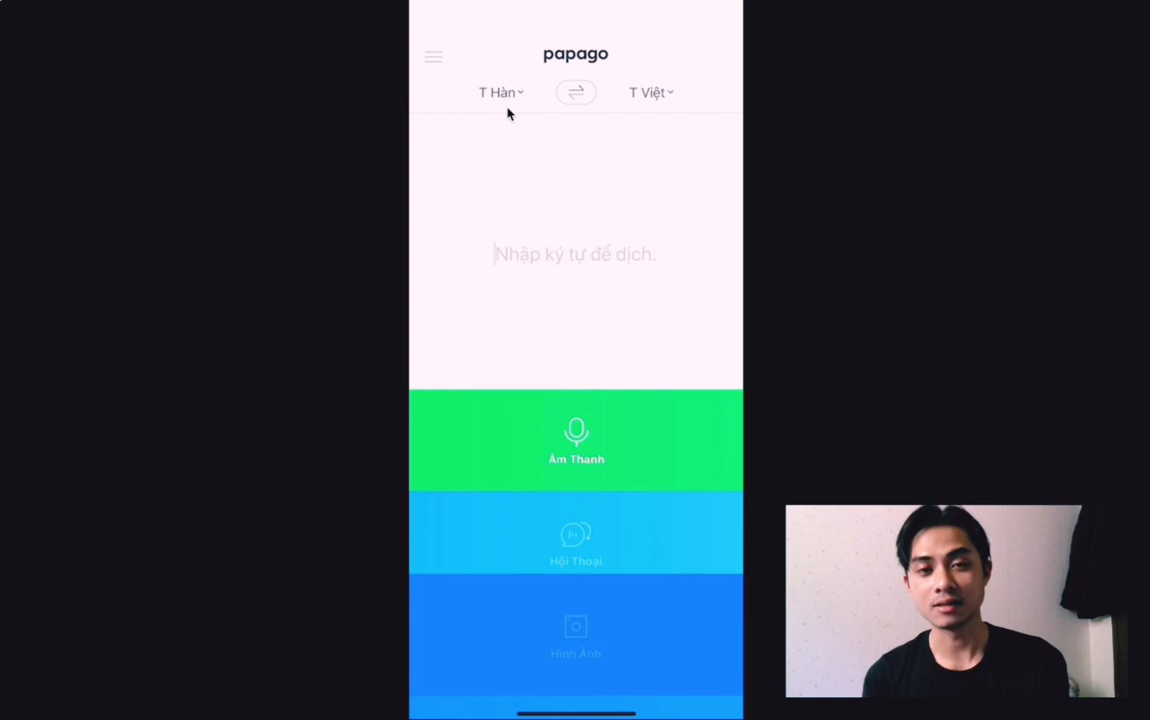 papago
T Hàn
T Việt
Nhập ký tự để dịch.
Âm Thanh
Hội Thoại
Hình Ảnh